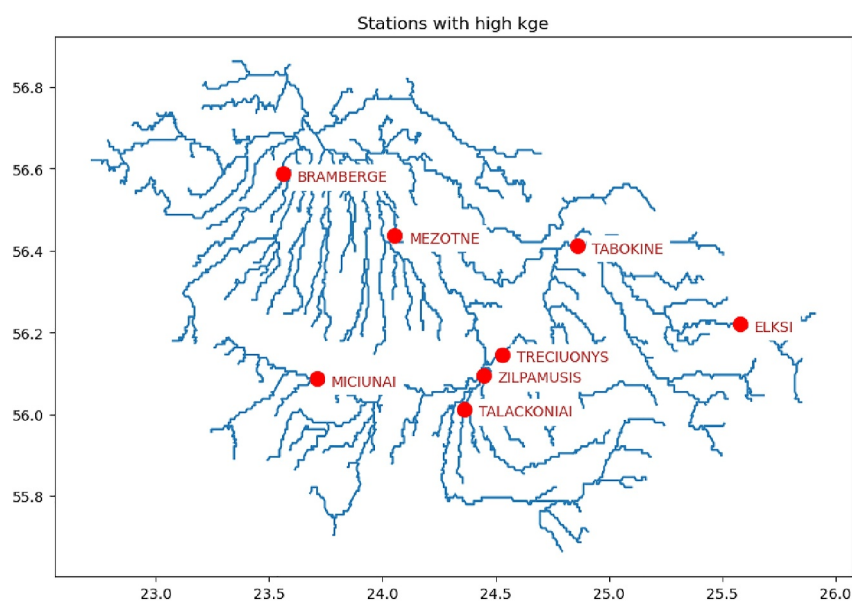 Stations with high kge
56.8
56.6
56.4
56.2
56.0
55.8
BRAMBERGE
MEZOTNE
TABOKINE
ELKSI
TRECIUONYS
ZILPAMUSIS
MICIUNAI
TALACKONIAI
23.0 23.5 24.0 24.5 25.0 25.5 26.0